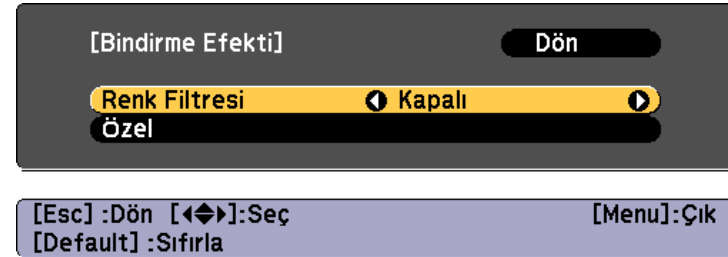 [Bindirme Efekti] Dön
Renk Filtresi Kapalı
Özel
[Esc] :Dön []:Seç [Menu]:Çık
[Default] :Sıfırla